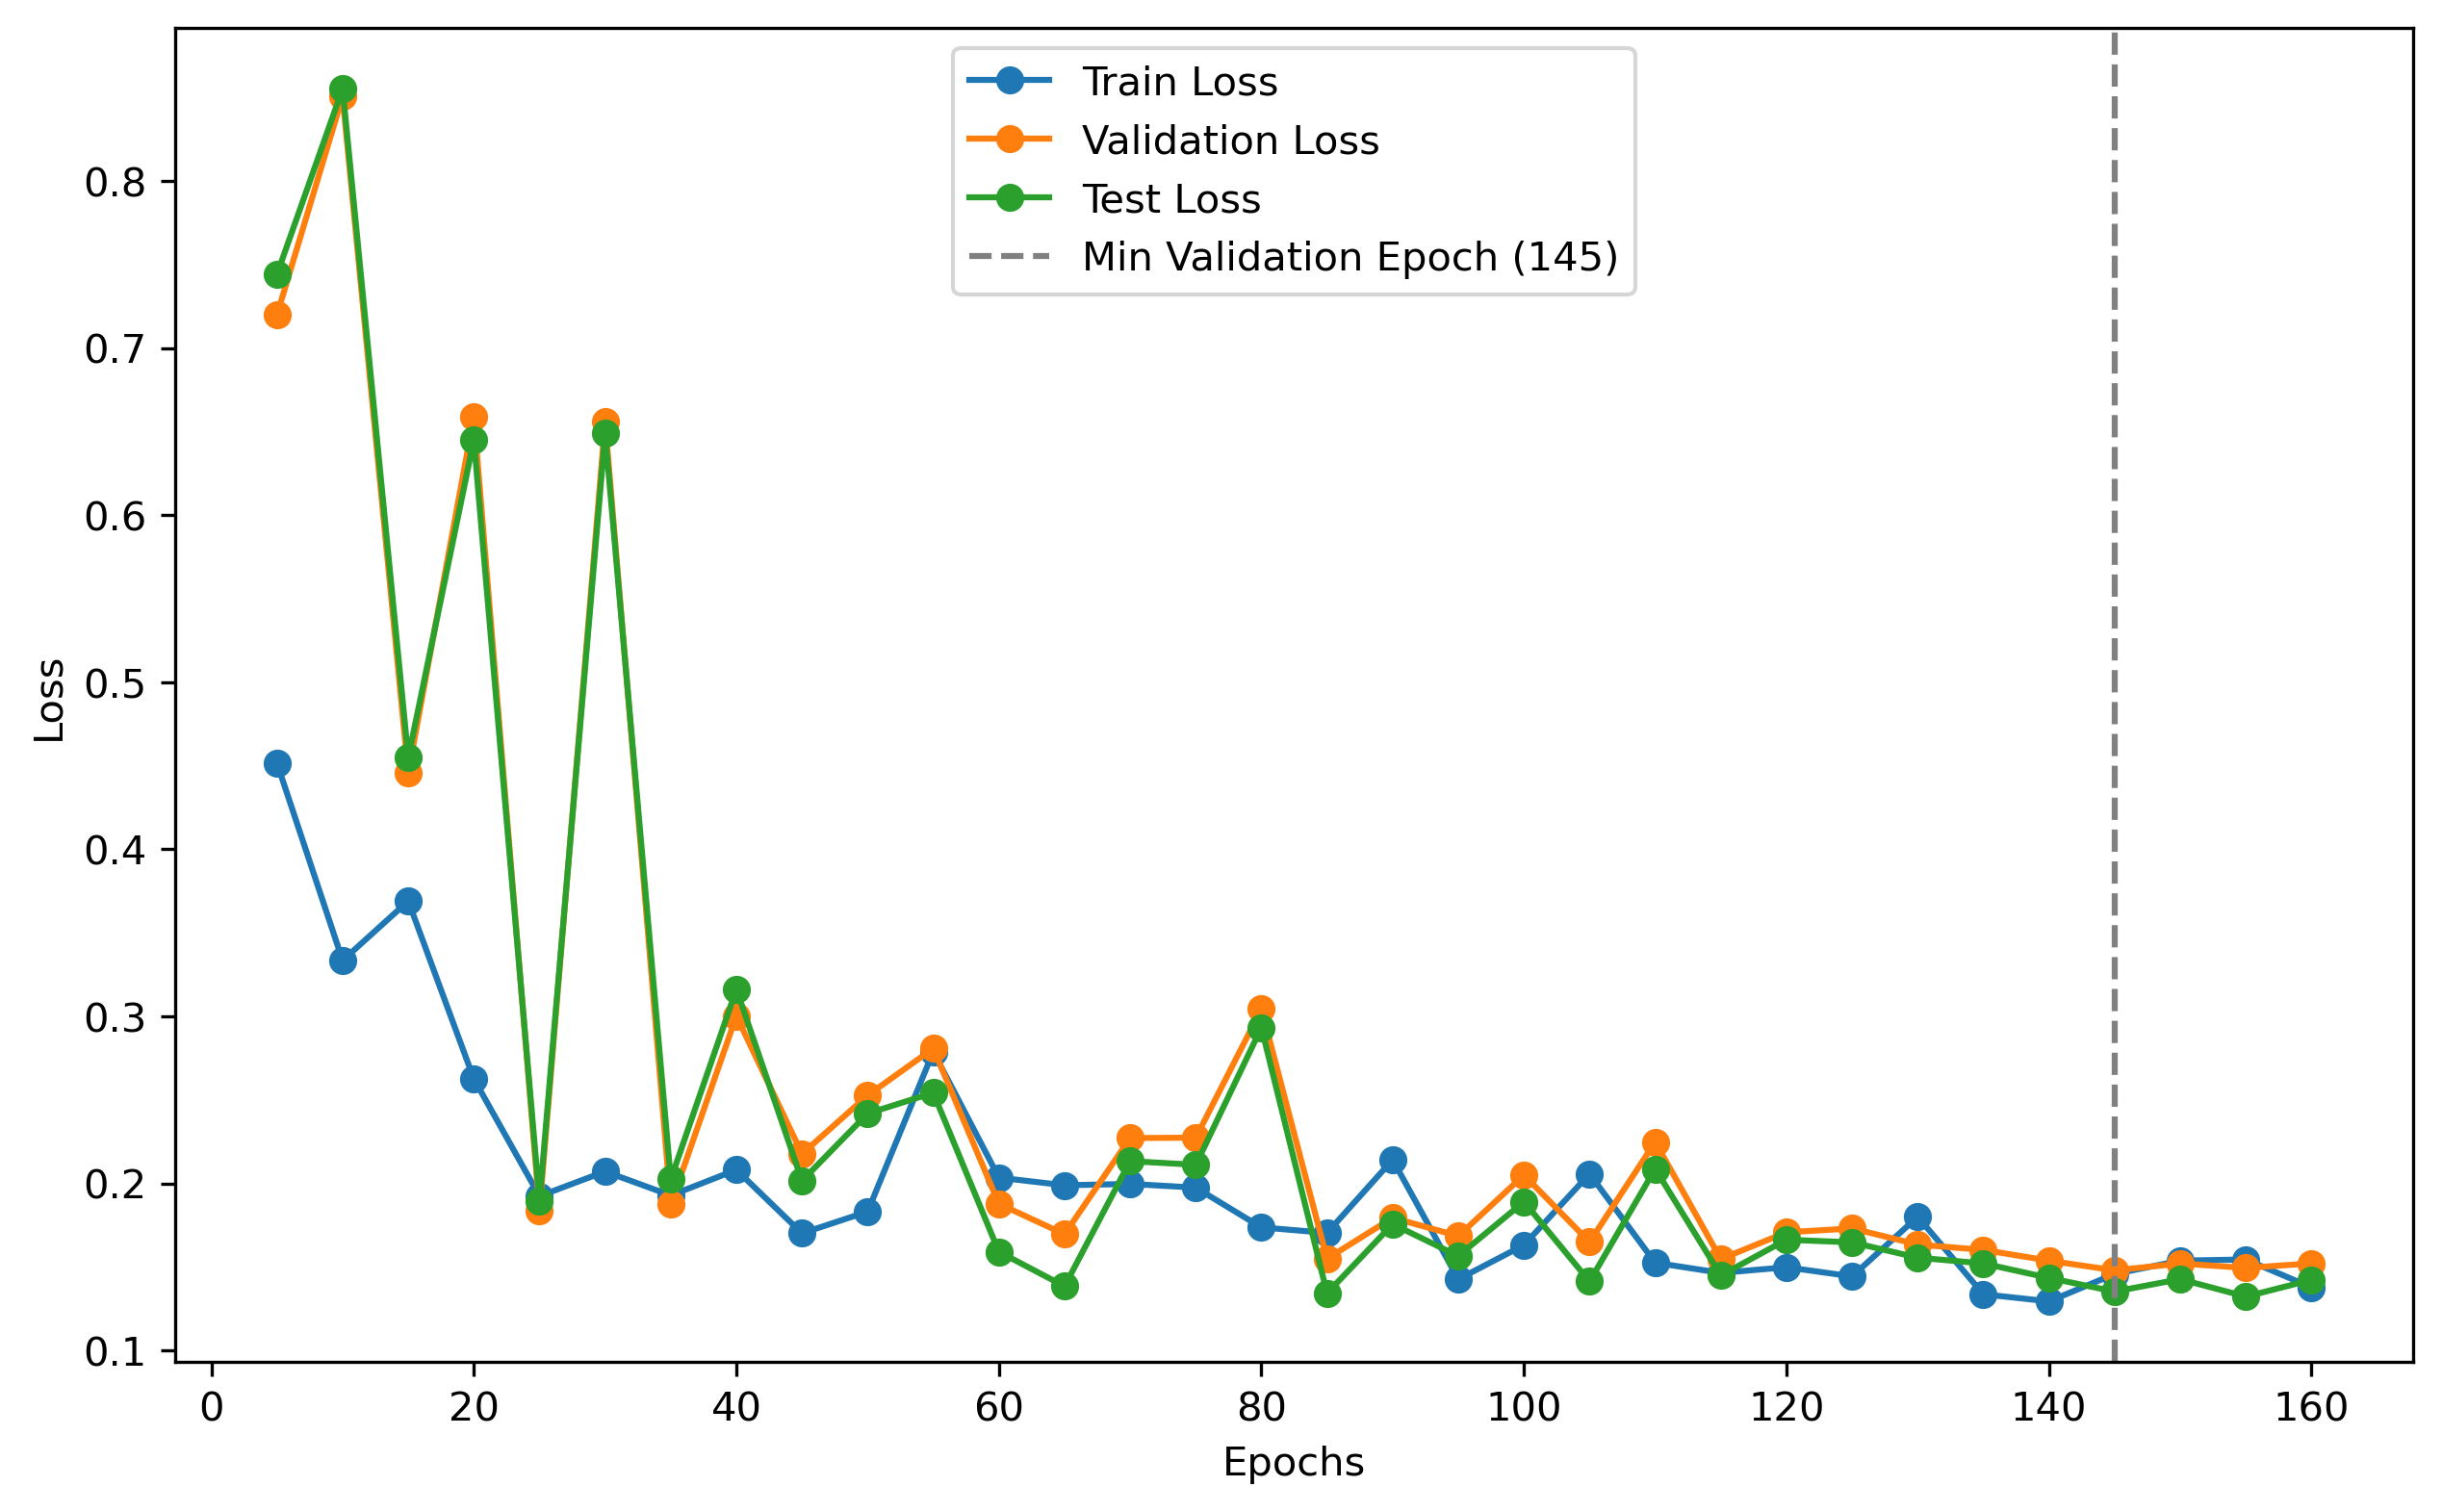 Train Loss
Validation Loss
Test Loss
Min Validation Epoch (145)
0.8
0.7
0.6
0.5
0.4
0.3
0.2
0.1
Loss
0 20 40 60 80 100 120 140 160
Epochs